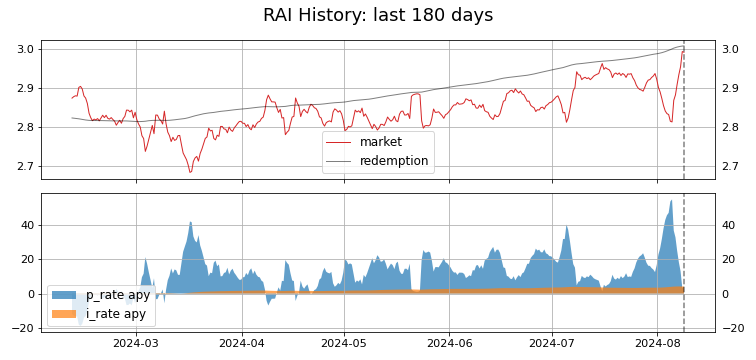 RAI History: last 180 days
3.0 3.0
2.9 2.9
2.8 2.8
2.7 2.7
market
redemption
40 40
20 20
0 0
−20 −20
p_rate apy
i_rate apy
2024-03 2024-04 2024-05 2024-06 2024-07 2024-08